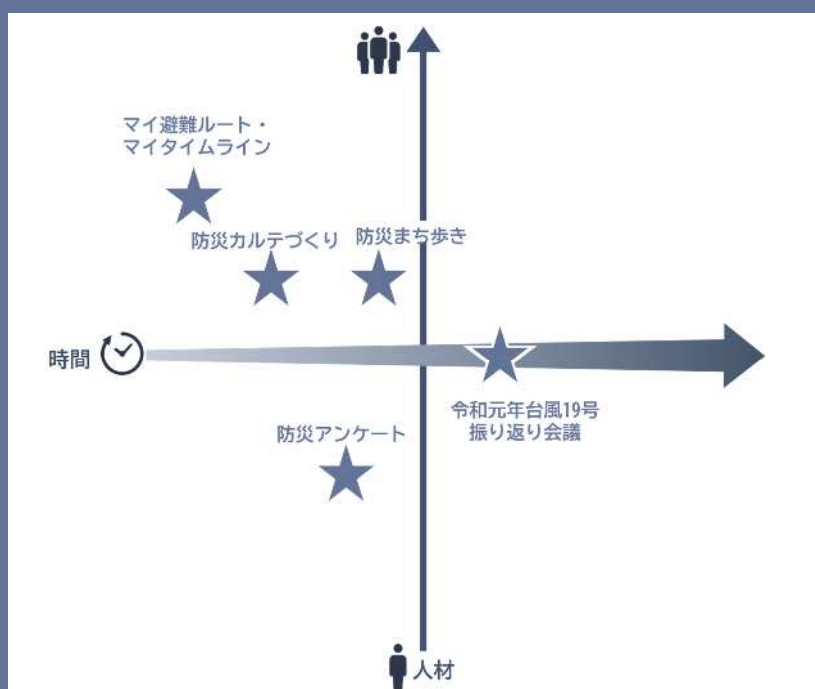 マイ避難ルート・
マイタイムライン
防災カルテづくり
防災まち歩き
時間
令和元年台風19号
振り返り会議
防災アンケート
人材